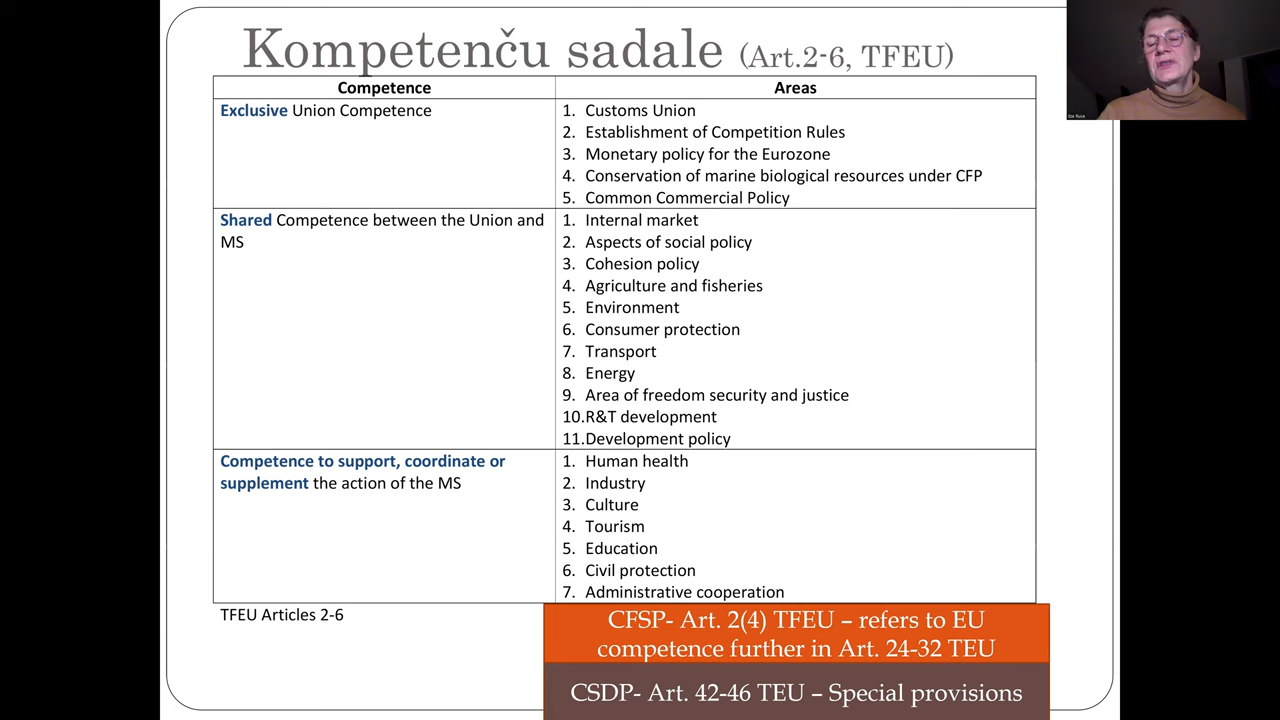 Kompetenču sadale (Art.2-6, TFEU)
Competence
Areas
Exclusive Union Competence
1. Customs Union
2. Establishment of Competition Rules
3. Monetary policy for the Eurozone
4. Conservation of marine biological resources under CFP
5. Common Commercial Policy
Shared Competence between the Union and
MS
1. Internal market
2. Aspects of social policy
3. Cohesion policy
4. Agriculture and fisheries
5. Environment
6. Consumer protection
7. Transport
8. Energy
9. Area of freedom security and justice
10.R&T development
11.Development policy
Competence to support, coordinate or
supplement the action of the MS
1. Human health
2. Industry
3. Culture
4. Tourism
5. Education
6. Civil protection
7. Administrative cooperation
TFEU Articles 2-6
CFSP- Art. 2(4) TFEU – refers to EU
competence further in Art. 24-32 TEU
CSDP- Art. 42-46 TEU – Special provisions